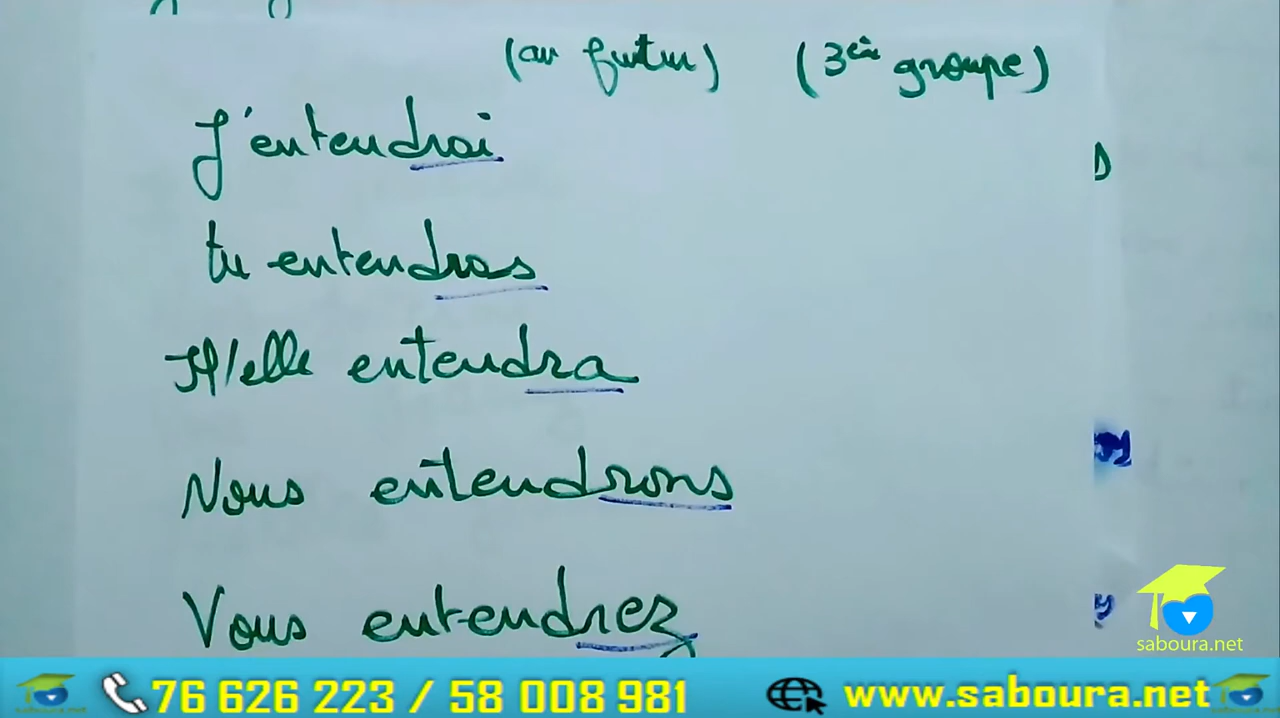 (au futur) (3ème groupe)
J'entendrai
tu entendras
Il/elle entendra
Nous entendrons
Vous entendrez
saboura.net
76 626 223 / 58 008 981
www.saboura.net